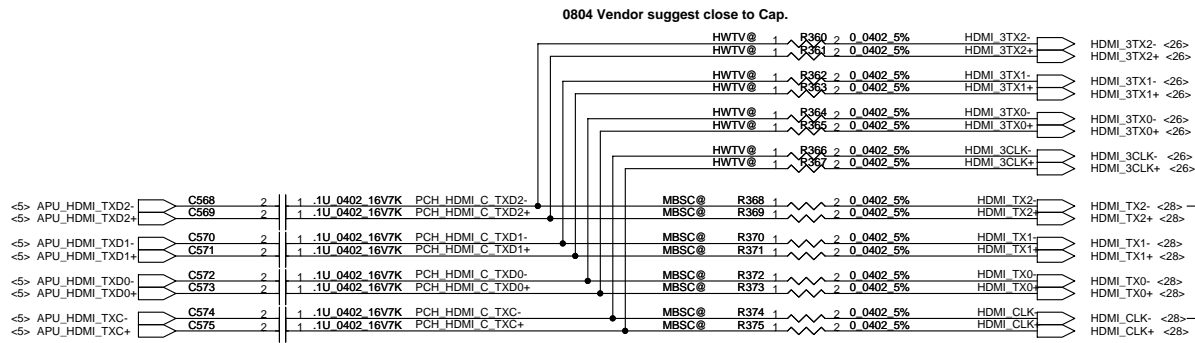 0804 Vendor suggest close to Cap.
HWTV@ 1 R360 2 0_0402_5% HDMI_3TX2- HDMI_3TX2- <26>
HWTV@ 1 R361 2 0_0402_5% HDMI_3TX2+ HDMI_3TX2+ <26>
HWTV@ 1 R362 2 0_0402_5% HDMI_3TX1- HDMI_3TX1- <26>
HWTV@ 1 R363 2 0_0402_5% HDMI_3TX1+ HDMI_3TX1+ <26>
HWTV@ 1 R364 2 0_0402_5% HDMI_3TX0- HDMI_3TX0- <26>
HWTV@ 1 R365 2 0_0402_5% HDMI_3TX0+ HDMI_3TX0+ <26>
HWTV@ 1 R366 2 0_0402_5% HDMI_3CLK- HDMI_3CLK- <26>
HWTV@ 1 R367 2 0_0402_5% HDMI_3CLK+ HDMI_3CLK+ <26>
<5> APU_HDMI_TXD2- C568 2 1 .1U_0402_16V7K PCH_HDMI_C_TXD2- MBSC@ R368 1 2 0_0402_5% HDMI_TX2- HDMI_TX2- <28>
<5> APU_HDMI_TXD2+ C569 2 1 .1U_0402_16V7K PCH_HDMI_C_TXD2+ MBSC@ R369 1 2 0_0402_5% HDMI_TX2+ HDMI_TX2+ <28>
<5> APU_HDMI_TXD1- C570 2 1 .1U_0402_16V7K PCH_HDMI_C_TXD1- MBSC@ R370 1 2 0_0402_5% HDMI_TX1- HDMI_TX1- <28>
<5> APU_HDMI_TXD1+ C571 2 1 .1U_0402_16V7K PCH_HDMI_C_TXD1+ MBSC@ R371 1 2 0_0402_5% HDMI_TX1+ HDMI_TX1+ <28>
<5> APU_HDMI_TXD0- C572 2 1 .1U_0402_16V7K PCH_HDMI_C_TXD0- MBSC@ R372 1 2 0_0402_5% HDMI_TX0- HDMI_TX0- <28>
<5> APU_HDMI_TXD0+ C573 2 1 .1U_0402_16V7K PCH_HDMI_C_TXD0+ MBSC@ R373 1 2 0_0402_5% HDMI_TX0+ HDMI_TX0+ <28>
<5> APU_HDMI_TXC- C574 2 1 .1U_0402_16V7K PCH_HDMI_C_TXC- MBSC@ R374 1 2 0_0402_5% HDMI_CLK- HDMI_CLK- <28>
<5> APU_HDMI_TXC+ C575 2 1 .1U_0402_16V7K PCH_HDMI_C_TXC+ MBSC@ R375 1 2 0_0402_5% HDMI_CLK+ HDMI_CLK+ <28>